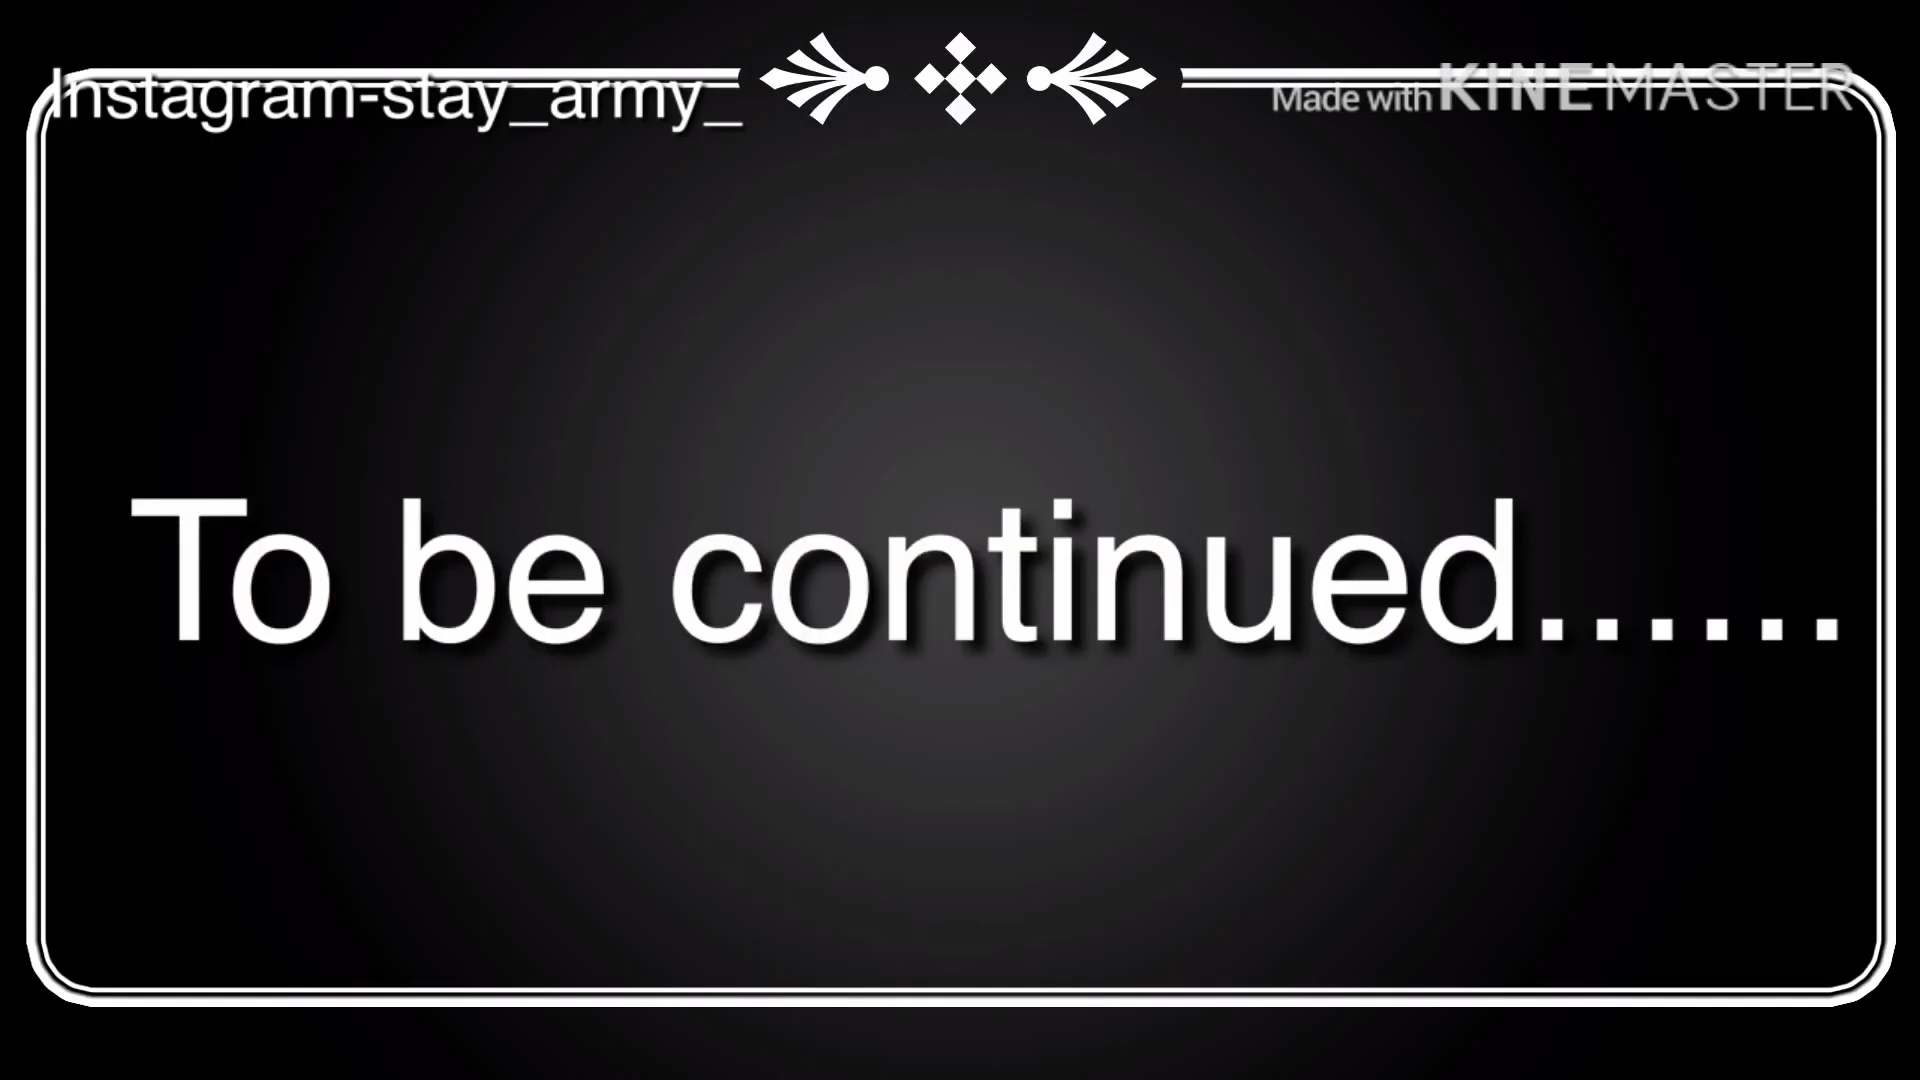 Instagram-stay_army_
Made with KINEMASTER
To be continued......